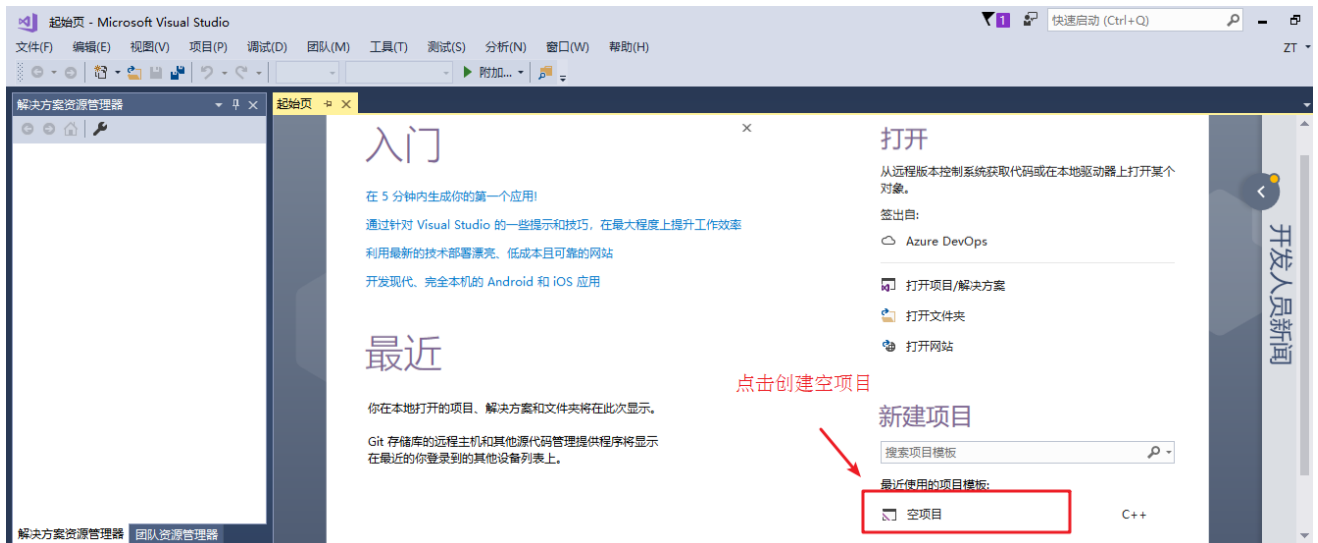 起始页 - Microsoft Visual Studio
1
快速启动 (Ctrl+Q)
文件(F) 编辑(E) 视图(V) 项目(P) 调试(D) 团队(M) 工具(T) 测试(S) 分析(N) 窗口(W) 帮助(H)
ZT
附加...
解决方案资源管理器
起始页
入门
在 5 分钟内生成你的第一个应用!
通过针对 Visual Studio 的一些提示和技巧，在最大程度上提升工作效率
利用最新的技术部署漂亮、低成本且可靠的网站
开发现代、完全本机的 Android 和 iOS 应用
最近
你在本地打开的项目、解决方案和文件夹将在此次显示。
Git 存储库的远程主机和其他源代码管理提供程序将显示
在最近的你登录到的其他设备列表上。
打开
从远程版本控制系统获取代码或在本地驱动器上打开某个
对象。
签出自:
Azure DevOps
打开项目/解决方案
打开文件夹
打开网站
点击创建空项目
新建项目
搜索项目模板
最近使用的项目模板:
空项目 C++
开发人员新闻
解决方案资源管理器 团队资源管理器